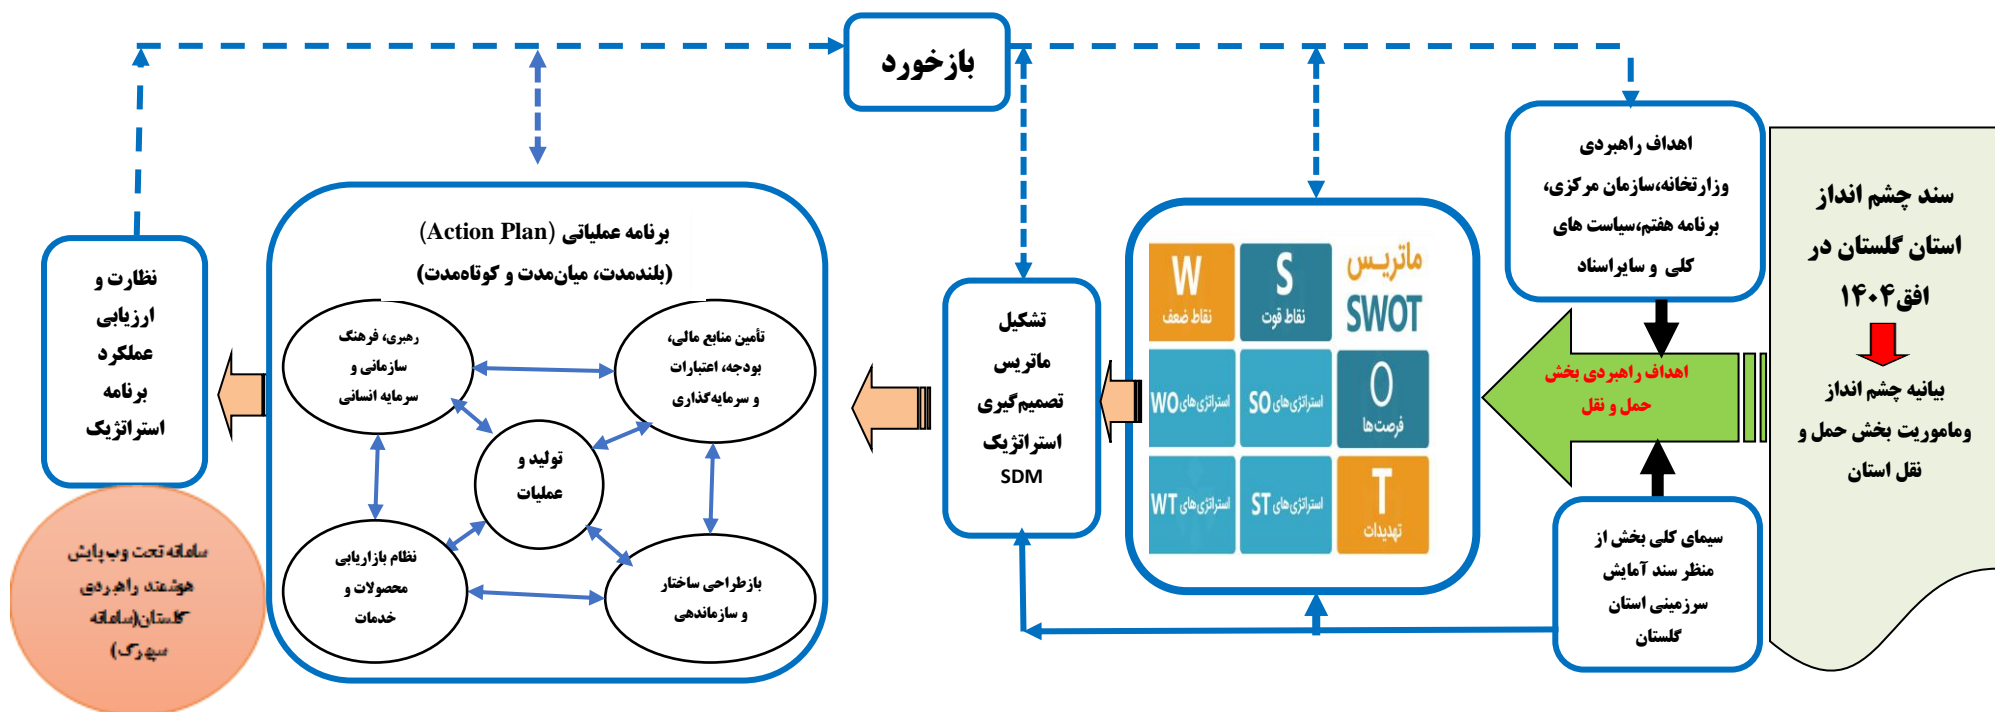 بازخورد
سند چشم انداز
استان گلستان در
افق۱۴۰۴
بیانیه چشم انداز
وماموریت بخش حمل و
نقل استان
اهداف راهبردی
وزارتخانه،سازمان مرکزی،
برنامه هفتم،سیاست های
کلی و سایراسناد
اهداف راهبردی بخش
حمل و نقل
سیمای کلی بخش از
منظر سند آمایش
سرزمینی استان
گلستان
ماتریس
SWOT
S
نقاط قوت
W
نقاط ضعف
O
فرصت‌ها
استراتژی‌های SO
استراتژی‌های WO
T
تهدیدات
استراتژی‌های ST
استراتژی‌های WT
تشکیل
ماتریس
تصمیم‌گیری
استراتژیک
SDM
برنامه عملیاتی (Action Plan)
(بلندمدت، میان‌مدت و کوتاه‌مدت)
تأمین منابع مالی،
بودجه، اعتبارات
و سرمایه‌گذاری
رهبری، فرهنگ
سازمانی و
سرمایه انسانی
تولید و
عملیات
بازطراحی ساختار
و سازماندهی
نظام بازاریابی
محصولات و
خدمات
نظارت و
ارزیابی
عملکرد
برنامه
استراتژیک
سامانه تحت وب پایش
هوشمند راهبردی
گلستان(سامانه
سپهرک)